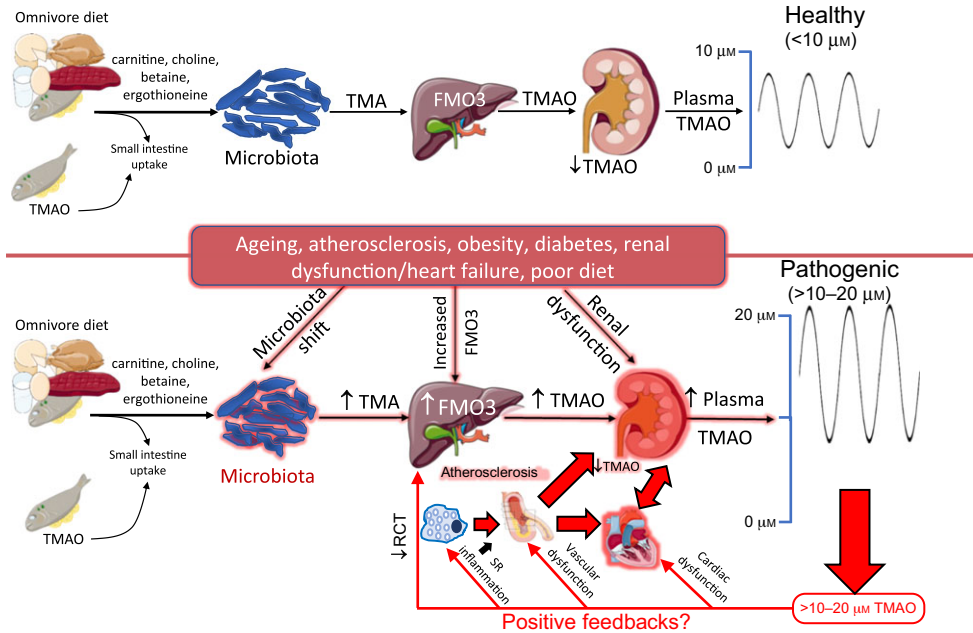 Omnivore diet
carnitine, choline,
betaine,
ergothioneine
Small intestine
uptake
TMAO
Microbiota
TMA
FMO3
TMAO
↓TMAO
Plasma
TMAO
Healthy
(<10 μM)
10 μM
0 μM
Ageing, atherosclerosis, obesity, diabetes, renal
dysfunction/heart failure, poor diet
Pathogenic
(>10–20 μM)
20 μM
0 μM
Microbiota
shift
Increased
FMO3
Renal
dysfunction
Omnivore diet
carnitine, choline,
betaine,
ergothioneine
Small intestine
uptake
TMAO
Microbiota
↑ TMA
↑FMO3
↑ TMAO
↑ Plasma
TMAO
↓TMAO
Atherosclerosis
↓RCT
SR
Inflammation
Vascular
dysfunction
Cardiac
dysfunction
>10–20 μM TMAO
Positive feedbacks?